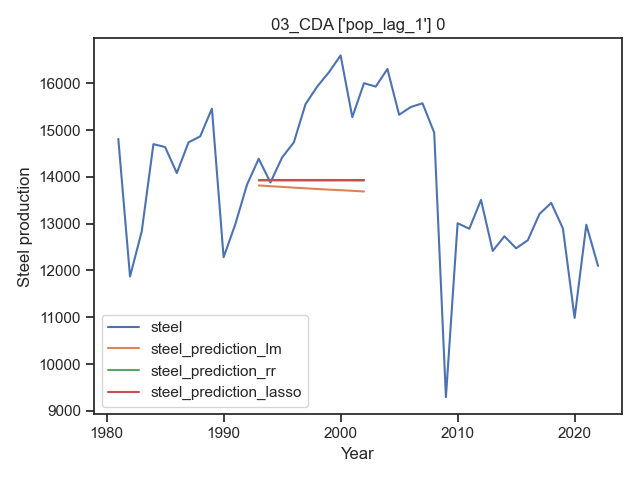 03_CDA ['pop_lag_1'] 0
Steel production
16000
15000
14000
13000
12000
11000
10000
9000
steel
steel_prediction_lm
steel_prediction_rr
steel_prediction_lasso
1980
1990
2000
2010
2020
Year